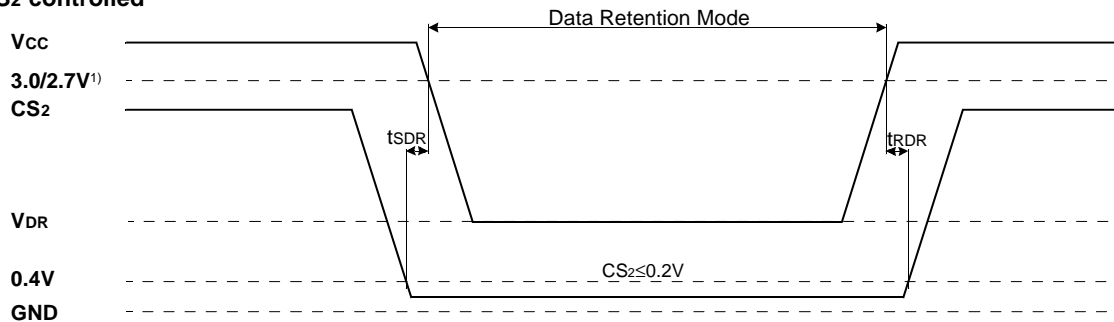 2 controlled
Data Retention Mode
VCC
3.0/2.7V1)
CS2
tSDR
tRDR
VDR
0.4V
CS2≤0.2V
GND